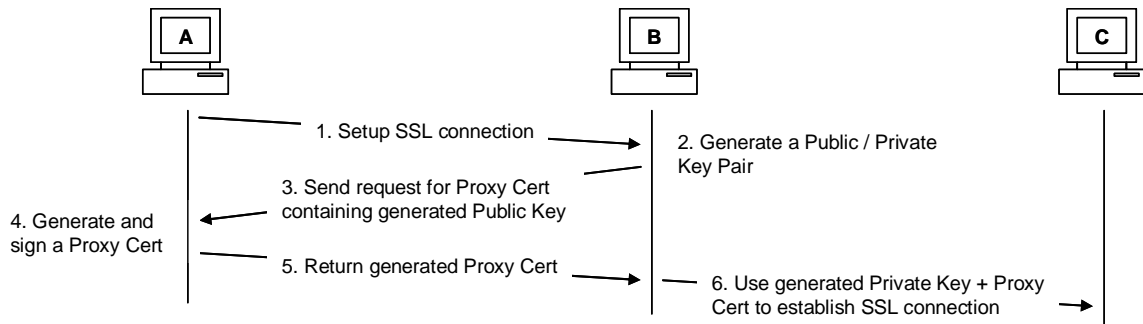 A
B
C
1. Setup SSL connection
2. Generate a Public / Private
Key Pair
3. Send request for Proxy Cert
containing generated Public Key
4. Generate and
sign a Proxy Cert
5. Return generated Proxy Cert
6. Use generated Private Key + Proxy
Cert to establish SSL connection